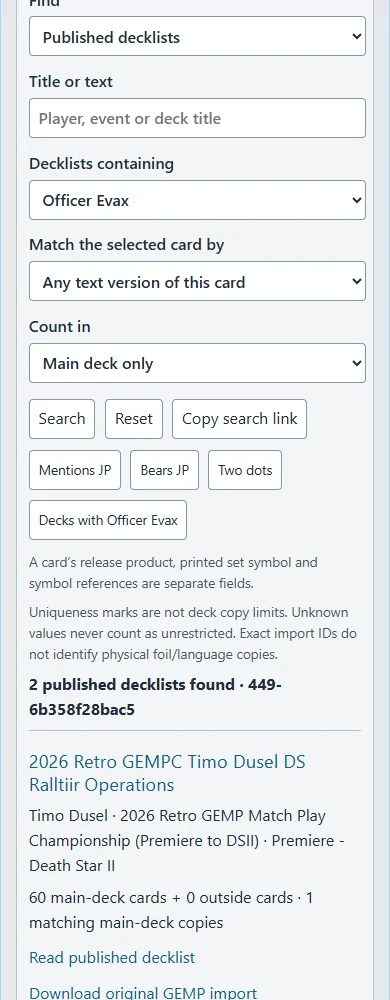 Find
Published decklists
Title or text
Player, event or deck title
Decklists containing
Officer Evax
Match the selected card by
Any text version of this card
Count in
Main deck only
Search Reset Copy search link
Mentions JP Bears JP Two dots
Decks with Officer Evax
A card's release product, printed set symbol and
symbol references are separate fields.
Uniqueness marks are not deck copy limits. Unknown
values never count as unrestricted. Exact import IDs do
not identify physical foil/language copies.
2 published decklists found · 449-
6b358f28bac5
2026 Retro GEMPC Timo Dusel DS
Ralltiir Operations
Timo Dusel · 2026 Retro GEMP Match Play
Championship (Premiere to DSII) · Premiere -
Death Star II
60 main-deck cards + 0 outside cards · 1
matching main-deck copies
Read published decklist
Download original GEMP import